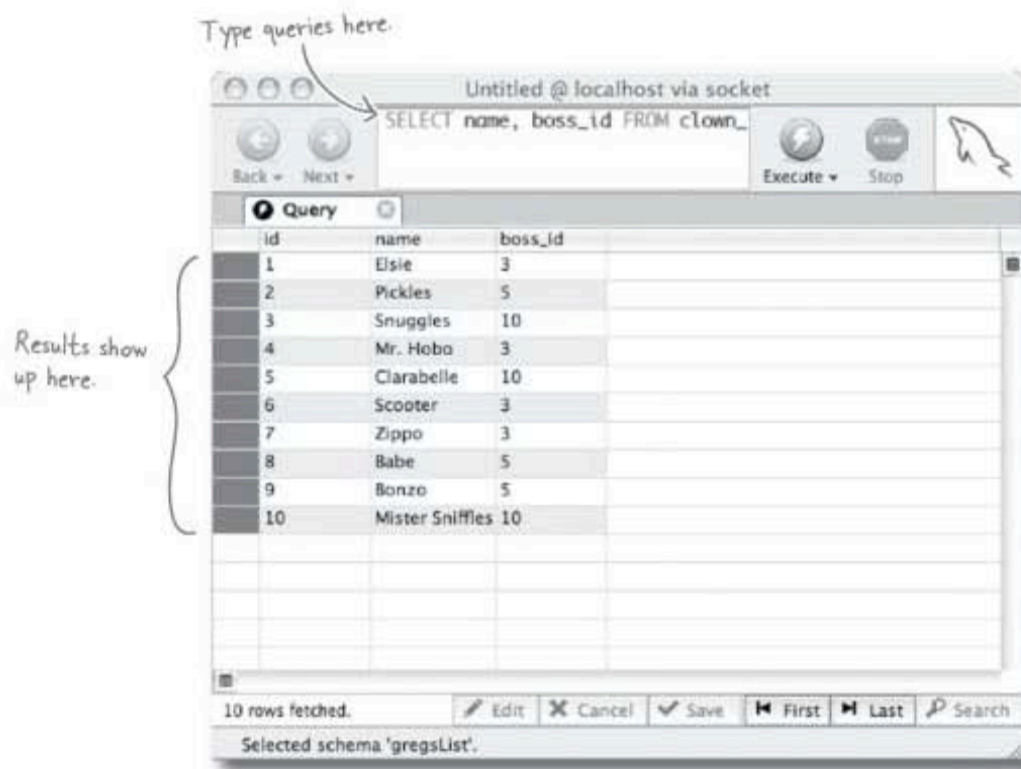 Type queries here.
Untitled @ localhost via socket
SELECT name, boss_id FROM clown_
Back Next
Execute Stop
Query
id name boss_id
1 Elsie 3
2 Pickles 5
3 Snuggles 10
4 Mr. Hobo 3
5 Clarabelle 10
6 Scooter 3
7 Zippo 3
8 Babe 5
9 Bonzo 5
10 Mister Sniffles 10
Results show
up here.
10 rows fetched. Edit Cancel Save First Last Search
Selected schema 'gregsList'.